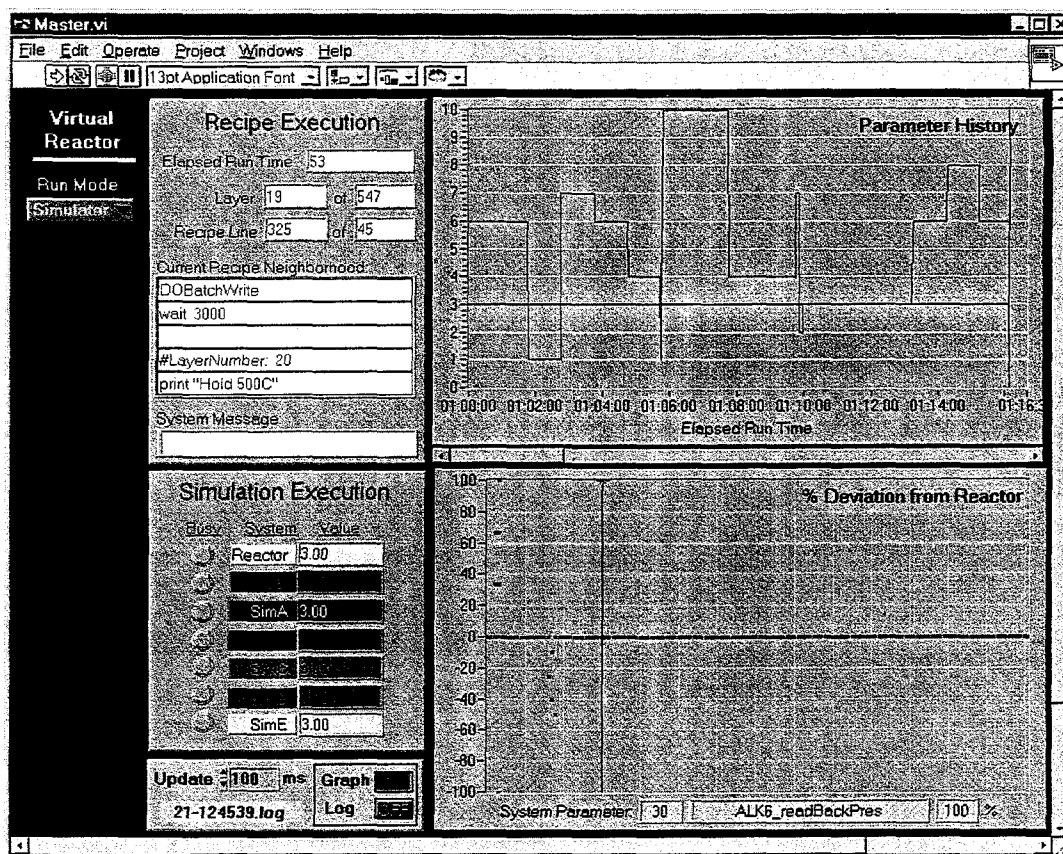 Master.vi
File Edit Operate Project Windows Help
13pt Application Font
Virtual
Reactor
Run Mode
Simulator
Recipe Execution
Elapsed Run Time 53
Layer 19 of 547
Recipe Line 325 of 45
Current Recipe Neighborhood
DOBatchWrite
wait 3000
#LayerNumber: 20
print "Hold 500C"
System Message
Parameter History
10
9
8
7
6
5
4
3
2
1
0
01:00:00 01:02:00 01:04:00 01:06:00 01:08:00 01:10:00 01:12:00 01:14:00 01:16:
Elapsed Run Time
Simulation Execution
Busy System Value
Reactor 3.00
SimA 3.00
SimE 3.00
Update 100 ms
21-124539.log
Graph
Log OFF
% Deviation from Reactor
100
80
60
40
20
0
-20
-40
-60
-80
-100
System Parameter 30 ALK6_readBackPres 100 %